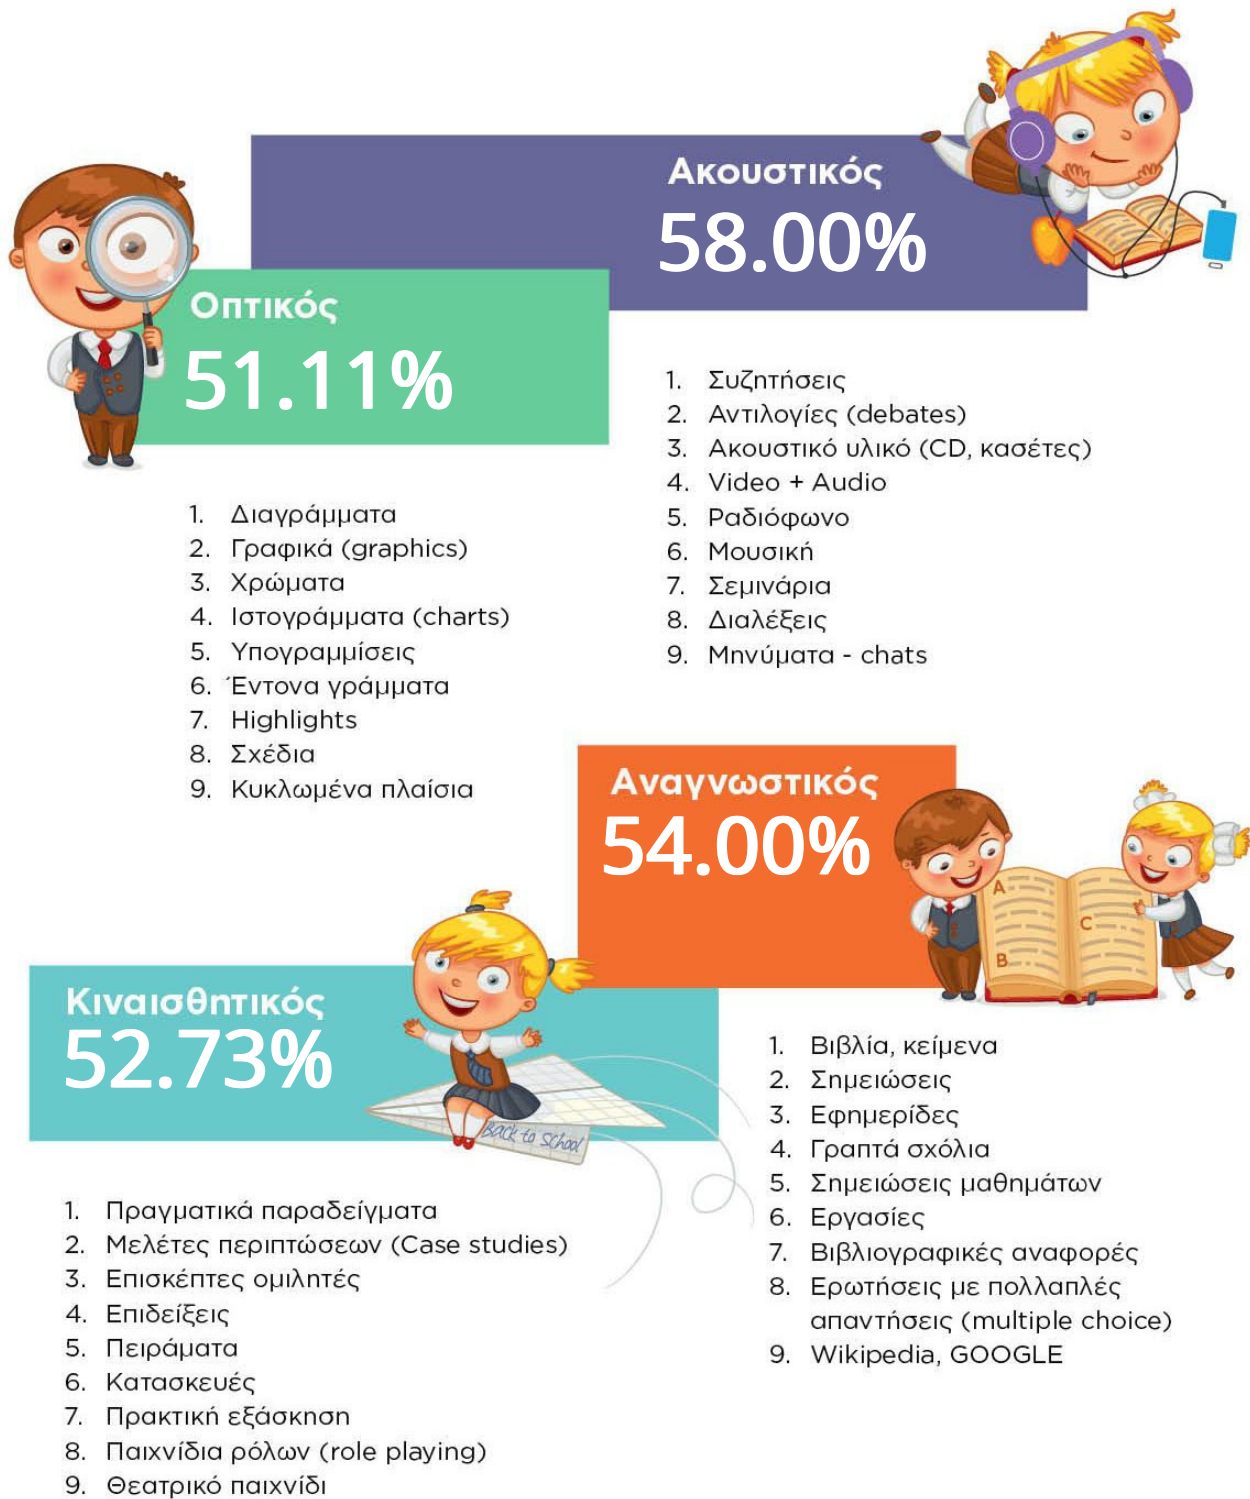 Ακουστικός
58.00%
Οπτικός
51.11%
1. Συζητήσεις
2. Αντιλογίες (debates)
3. Ακουστικό υλικό (CD, κασέτες)
4. Video + Audio
5. Ραδιόφωνο
6. Μουσική
7. Σεμινάρια
8. Διαλέξεις
9. Μηνύματα - chats
1. Διαγράμματα
2. Γραφικά (graphics)
3. Χρώματα
4. Ιστογράμματα (charts)
5. Υπογραμμίσεις
6. Έντονα γράμματα
7. Highlights
8. Σχέδια
9. Κυκλωμένα πλαίσια
Αναγνωστικός
54.00%
A
C
B
Κιναισθητικός
52.73%
Back to School
1. Βιβλία, κείμενα
2. Σημειώσεις
3. Εφημερίδες
4. Γραπτά σχόλια
5. Σημειώσεις μαθημάτων
6. Εργασίες
7. Βιβλιογραφικές αναφορές
8. Ερωτήσεις με πολλαπλές
απαντήσεις (multiple choice)
9. Wikipedia, GOOGLE
1. Πραγματικά παραδείγματα
2. Μελέτες περιπτώσεων (Case studies)
3. Επισκέπτες ομιλητές
4. Επιδείξεις
5. Πειράματα
6. Κατασκευές
7. Πρακτική εξάσκηση
8. Παιχνίδια ρόλων (role playing)
9. Θεατρικό παιχνίδι